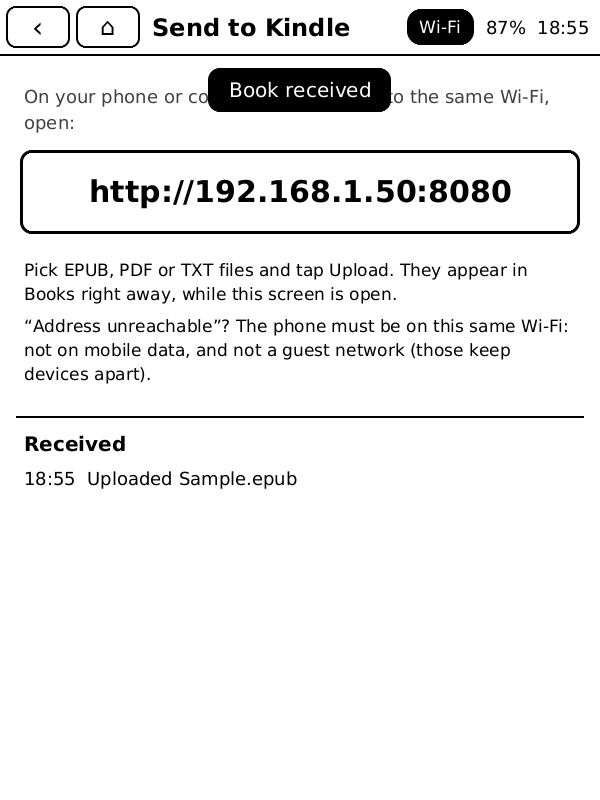 ‹ ⌂ Send to Kindle Wi-Fi 87% 18:55
Book received
On your phone or to the same Wi-Fi,
open:
http://192.168.1.50:8080
Pick EPUB, PDF or TXT files and tap Upload. They appear in
Books right away, while this screen is open.
“Address unreachable”? The phone must be on this same Wi-Fi:
not on mobile data, and not a guest network (those keep
devices apart).
Received
18:55 Uploaded Sample.epub